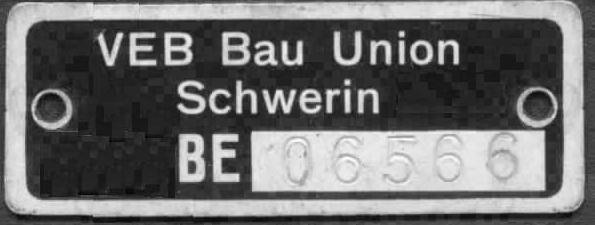 VEB Bau Union
Schwerin
BE 06566